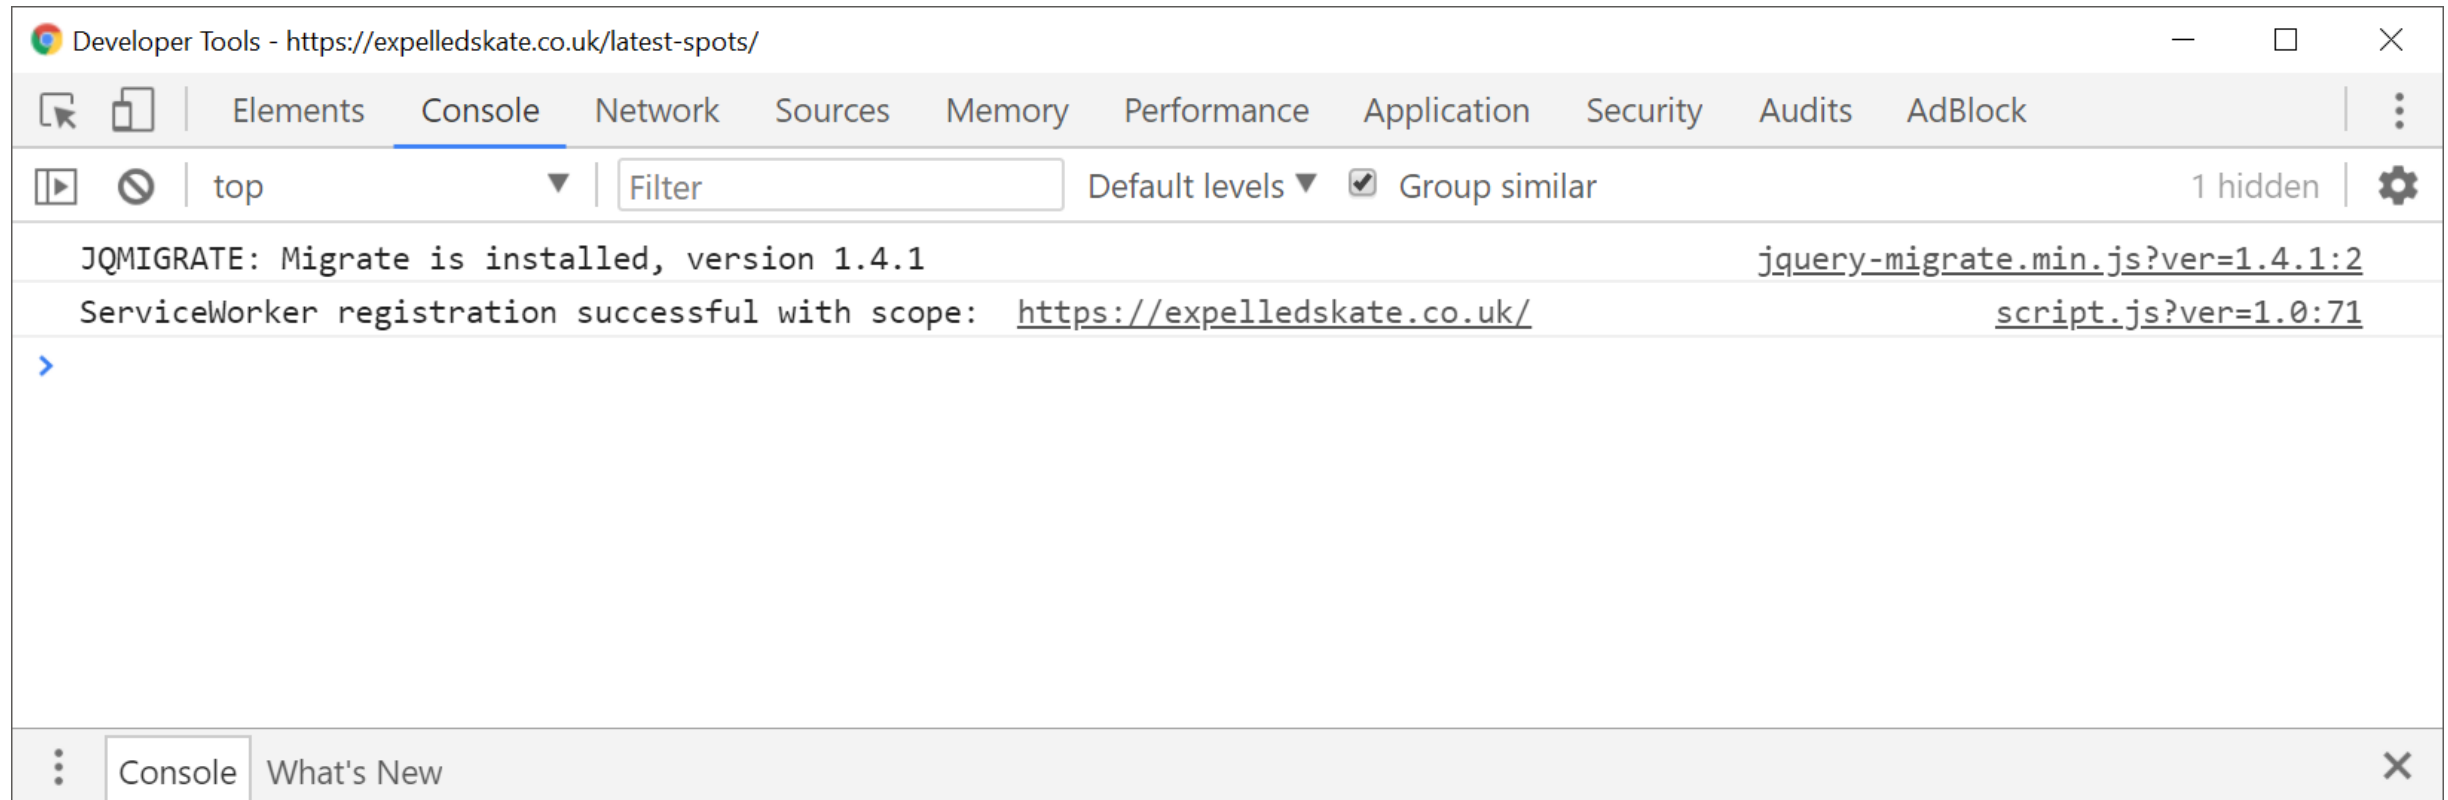 Developer Tools - https://expelledskate.co.uk/latest-spots/
Elements Console Network Sources Memory Performance Application Security Audits AdBlock
top Filter Default levels Group similar 1 hidden
JQMIGRATE: Migrate is installed, version 1.4.1 jquery-migrate.min.js?ver=1.4.1:2
ServiceWorker registration successful with scope: https://expelledskate.co.uk/ script.js?ver=1.0:71
Console What's New